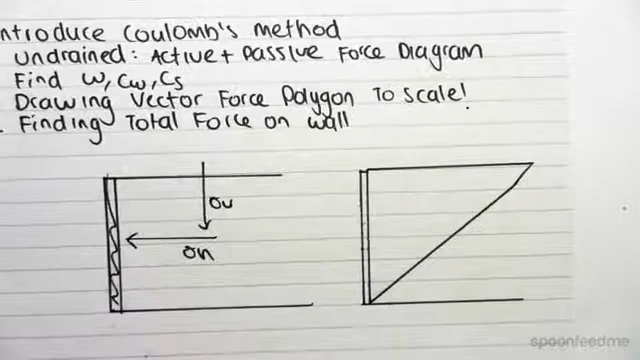 ntroduce Coulomb's method
Undrained: Active + Passive Force Diagram
Find W, Cw, Cs
Drawing Vector Force Polygon To Scale!
. Finding Total Force on wall
σv
σh
spoonfeedme